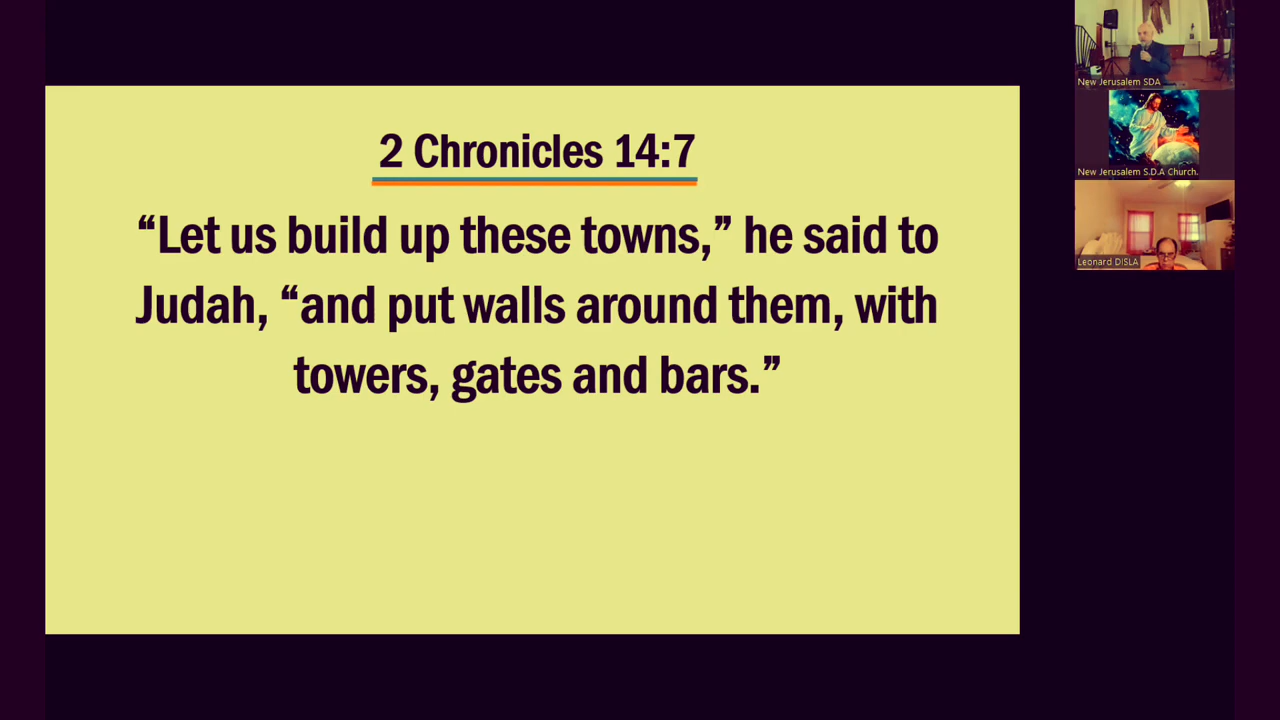 2 Chronicles 14:7
“Let us build up these towns,” he said to
Judah, “and put walls around them, with
towers, gates and bars.”
New Jerusalem SDA
New Jerusalem S.D.A Church.
Leonard DISLA